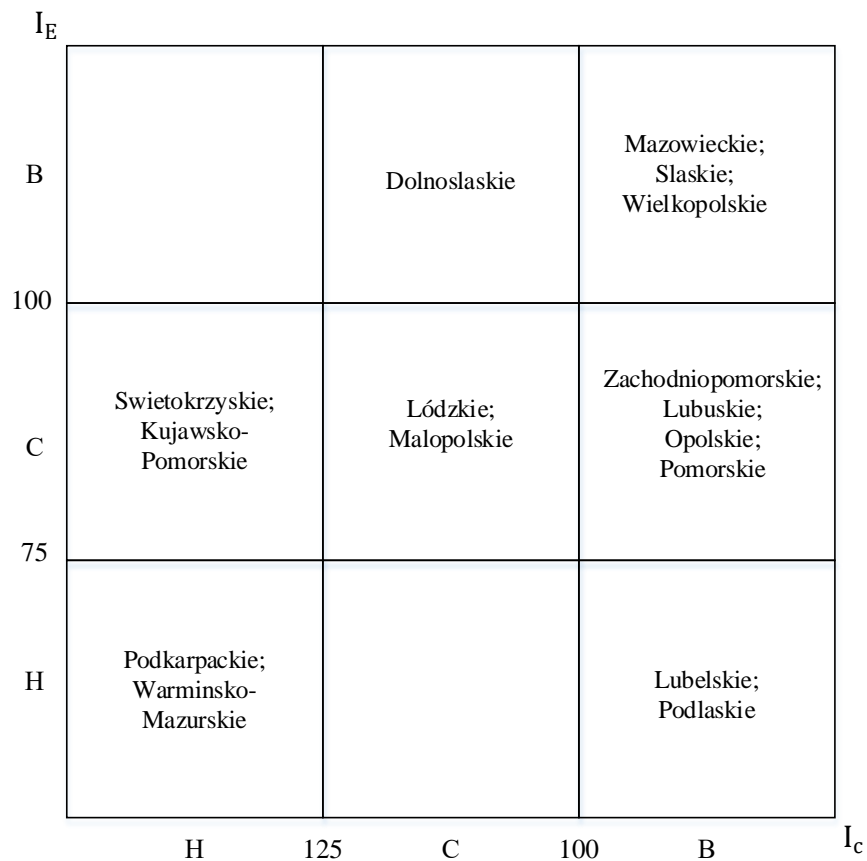 I_E
B
Dolnoslaskie
Mazowieckie;
Slaskie;
Wielkopolskie
100
C
Swietokrzyskie;
Kujawsko-
Pomorskie
Lódzkie;
Malopolskie
Zachodniopomorskie;
Lubuskie;
Opolskie;
Pomorskie
75
H
Podkarpackie;
Warminsko-
Mazurskie
Lubelskie;
Podlaskie
H 125 C 100 B I_c